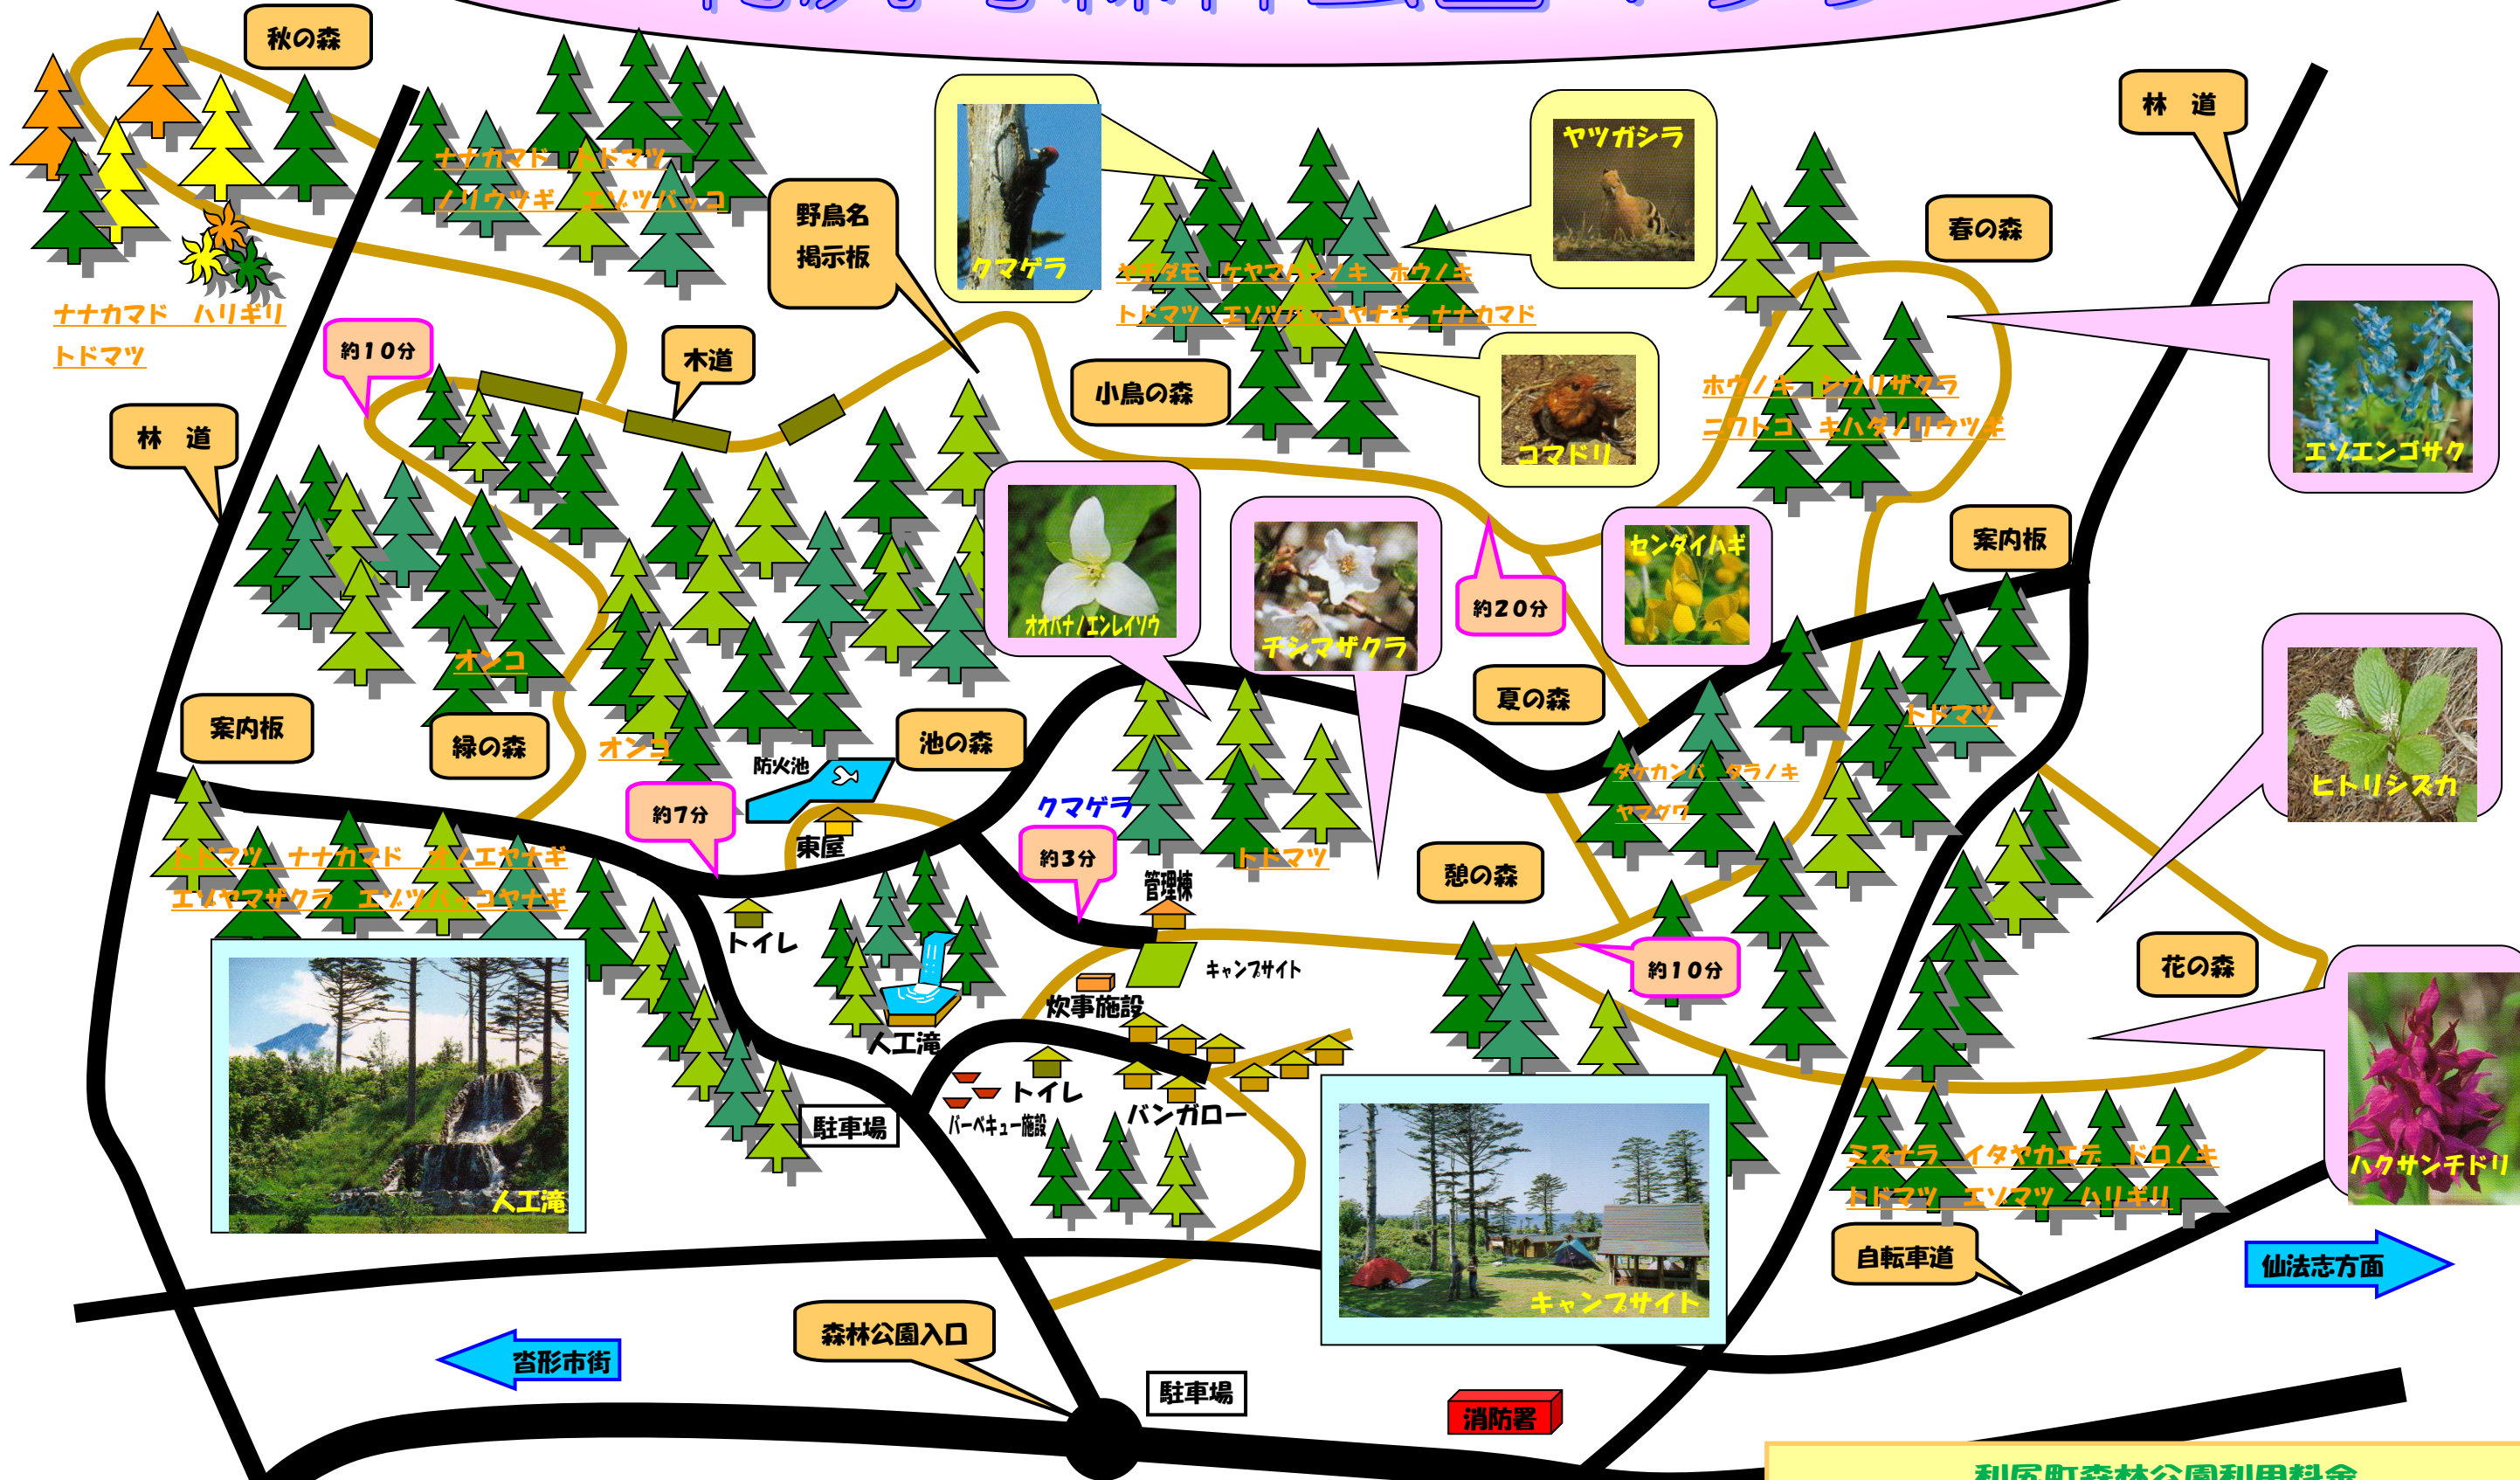 秋の森
林　道
ナナカマド　トドマツ
ノリウツギ　エゾツバッコ
野鳥名
掲示板
クマゲラ
ヤツガシラ
春の森
ヤチダモ　ケヤマハンノキ　ホウノキ
トドマツ　エゾツバッコヤナギ　ナナカマド
ナナカマド　ハリギリ
トドマツ
約10分
木道
小鳥の森
コマドリ
ホウノキ　シウリザクラ
ニワトコ　キハダノリウツギ
エゾエンゴサク
林　道
オオバナノエンレイソウ
チシマザクラ
約20分
センダイハギ
案内板
オンコ
案内板
緑の森
オンコ
池の森
夏の森
トドマツ
防火池
約7分
東屋
クマゲラ
約3分
トドマツ
ダケカンバ　タラノキ
ヤマグワ
ヒトリシズカ
憩の森
管理棟
トドマツ　ナナカマド　オノエヤナギ
エゾヤマザクラ　エゾツバッコヤナギ
トイレ
キャンプサイト
約10分
花の森
炊事施設
人工滝
トイレ
バーベキュー施設
バンガロー
駐車場
人工滝
ミズナラ　イタヤカエデ　ドロノキ
トドマツ　エゾマツ　ハリギリ
ハクサンチドリ
自転車道
仙法志方面
キャンプサイト
森林公園入口
沓形市街
駐車場
消防署
利尻町森林公園利用料金